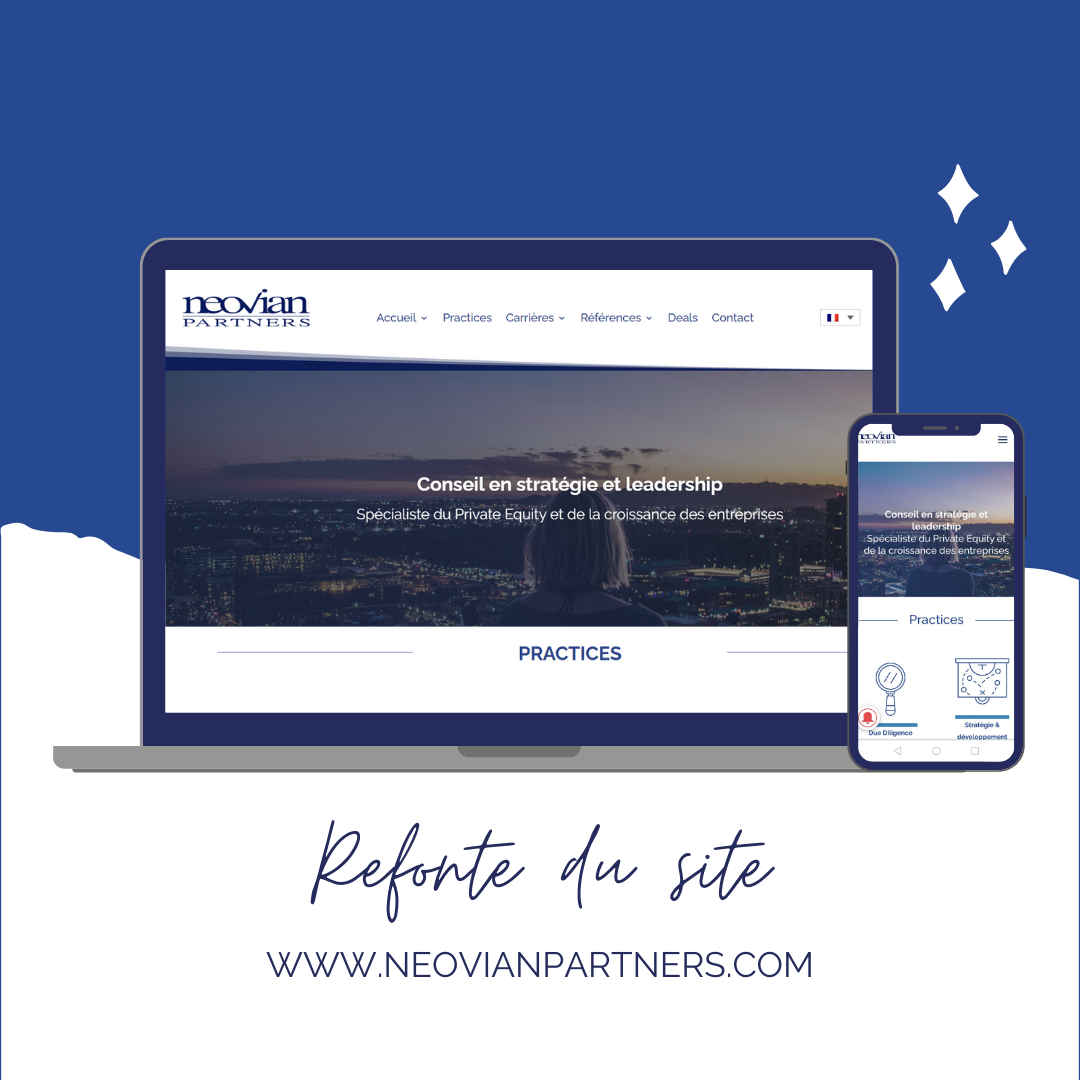 neovian
PARTNERS
Accueil Practices Carrières Références Deals Contact
Conseil en stratégie et leadership
Spécialiste du Private Equity et de la croissance des entreprises
PRACTICES
neovian
PARTNERS
Conseil en stratégie et
leadership
Spécialiste du Private Equity et
de la croissance des entreprises
Practices
Due Diligence
Stratégie &
développement
Refonte du site
WWW.NEOVIANPARTNERS.COM